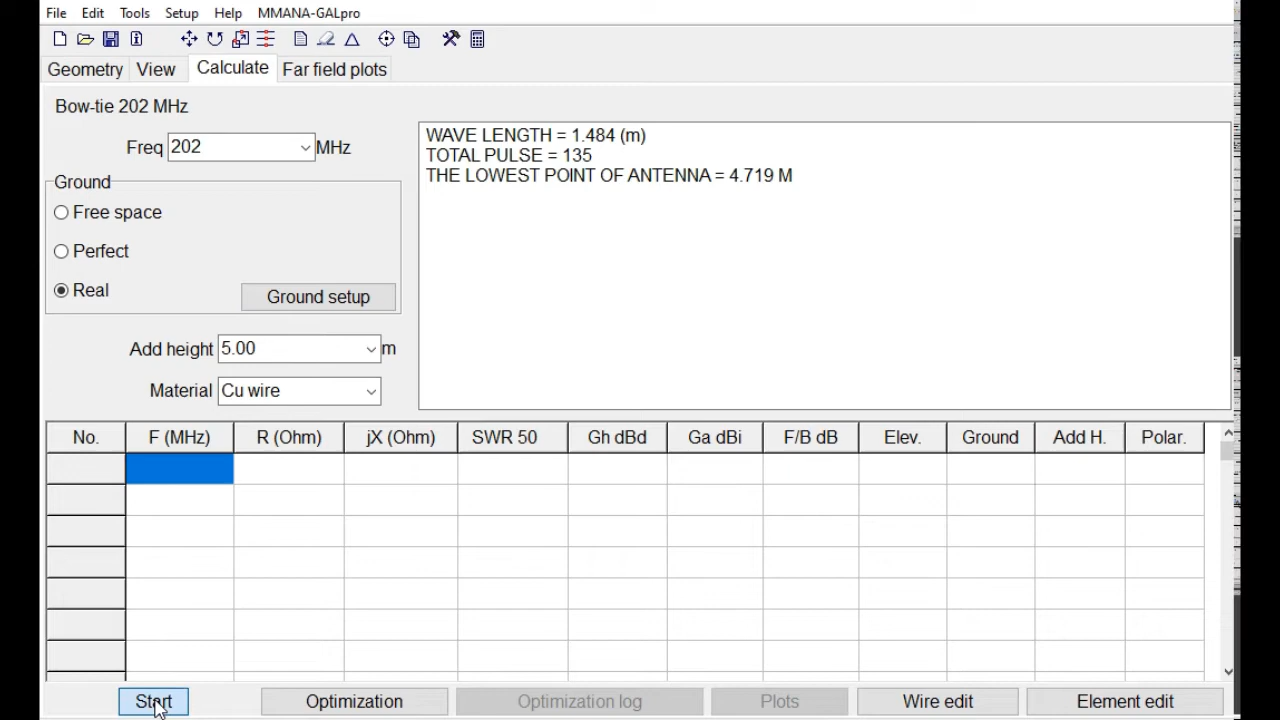 File Edit Tools Setup Help MMANA-GALpro
Geometry View Calculate Far field plots
Bow-tie 202 MHz
Freq 202 MHz
Ground
Free space
Perfect
Real
Ground setup
Add height 5.00 m
Material Cu wire
WAVE LENGTH = 1.484 (m)
TOTAL PULSE = 135
THE LOWEST POINT OF ANTENNA = 4.719 M
No. F (MHz) R (Ohm) jX (Ohm) SWR 50 Gh dBd Ga dBi F/B dB Elev. Ground Add H. Polar.
Start Optimization Optimization log Plots Wire edit Element edit